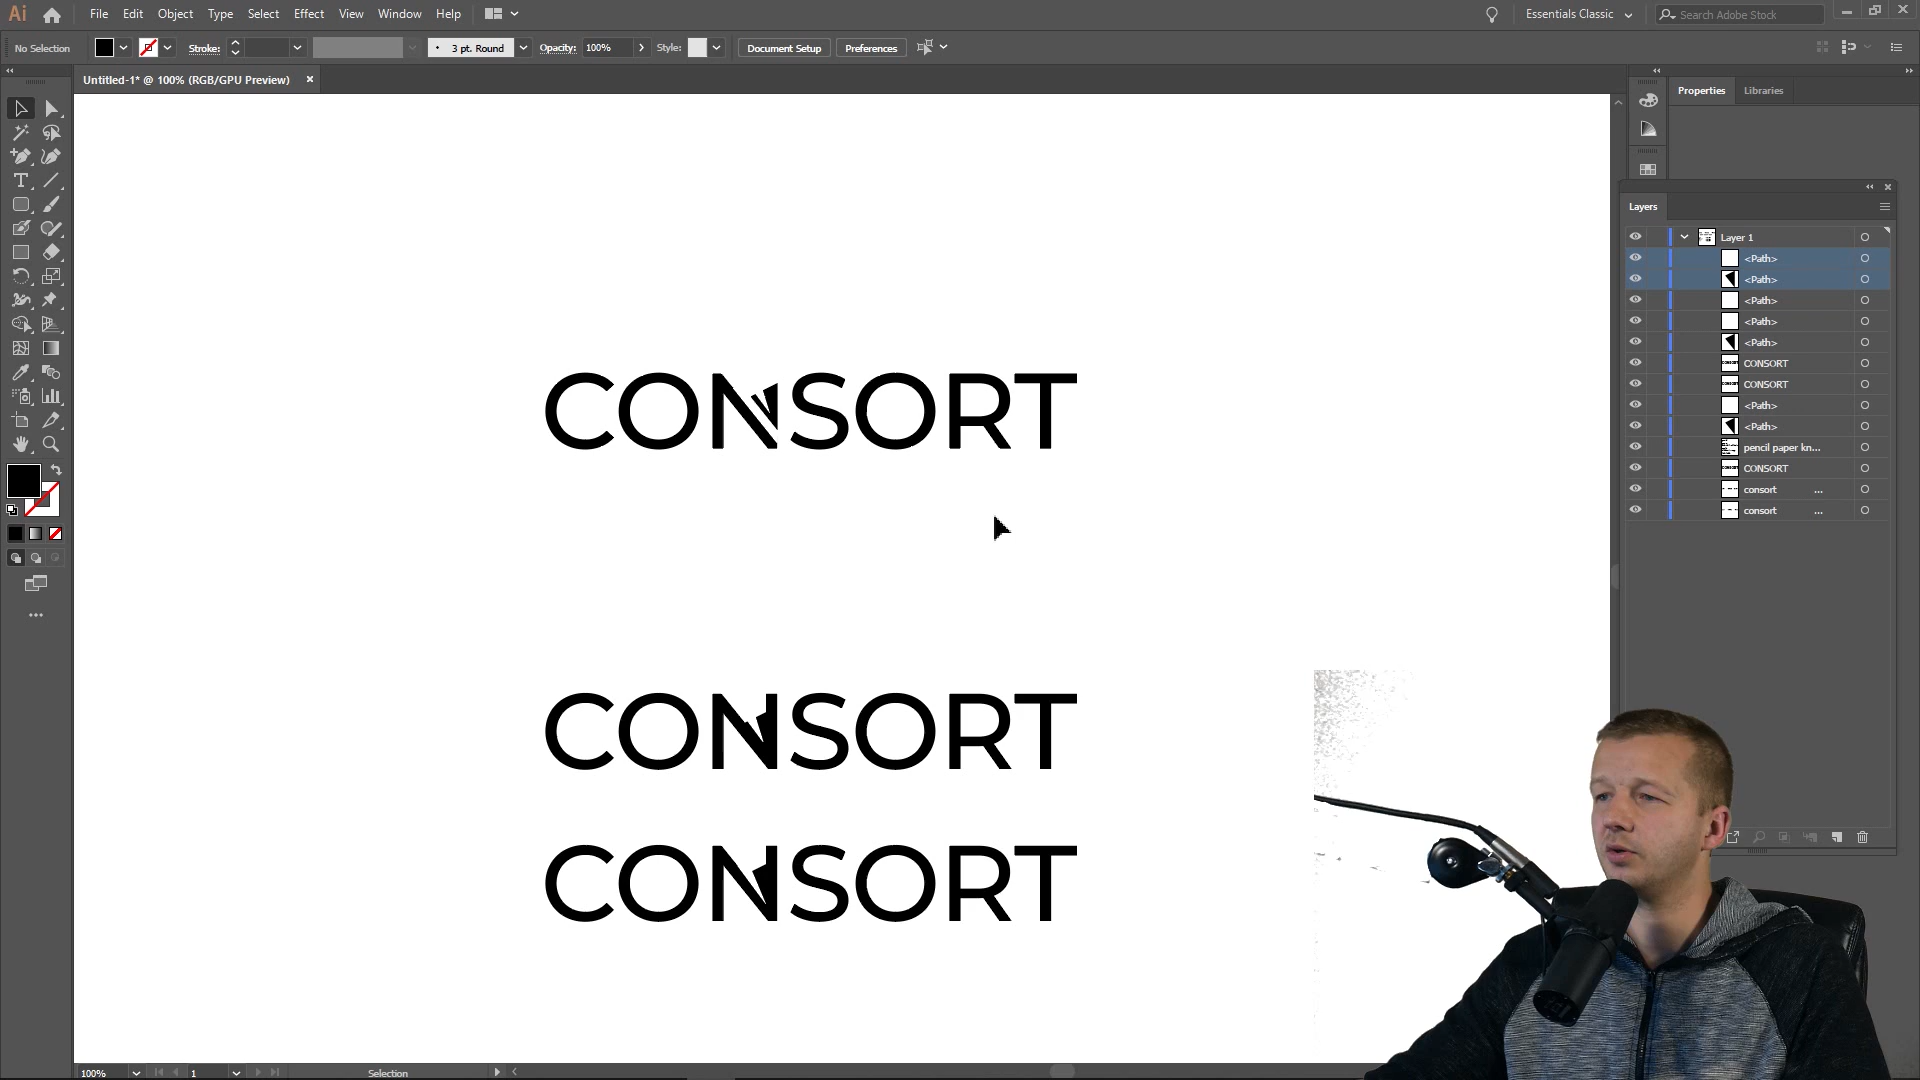 Ai File Edit Object Type Select Effect View Window Help Essentials Classic Search Adobe Stock
No Selection Stroke: 3 pt. Round Opacity: 100% Style: Document Setup Preferences
Untitled-1* @ 100% (RGB/GPU Preview)
Properties Libraries
Layers
Layer 1
<Path>
<Path>
<Path>
<Path>
<Path>
CONSORT
CONSORT
<Path>
<Path>
pencil paper kn...
CONSORT
consort ...
consort ...
CONSORT
CONSORT
CONSORT
100% 1 Selection